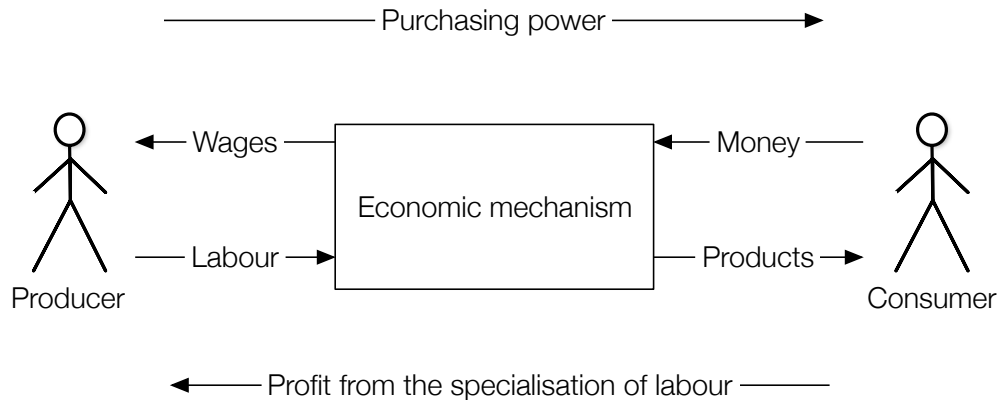 Purchasing power
Wages
Money
Economic mechanism
Labour
Products
Producer
Consumer
Profit from the specialisation of labour